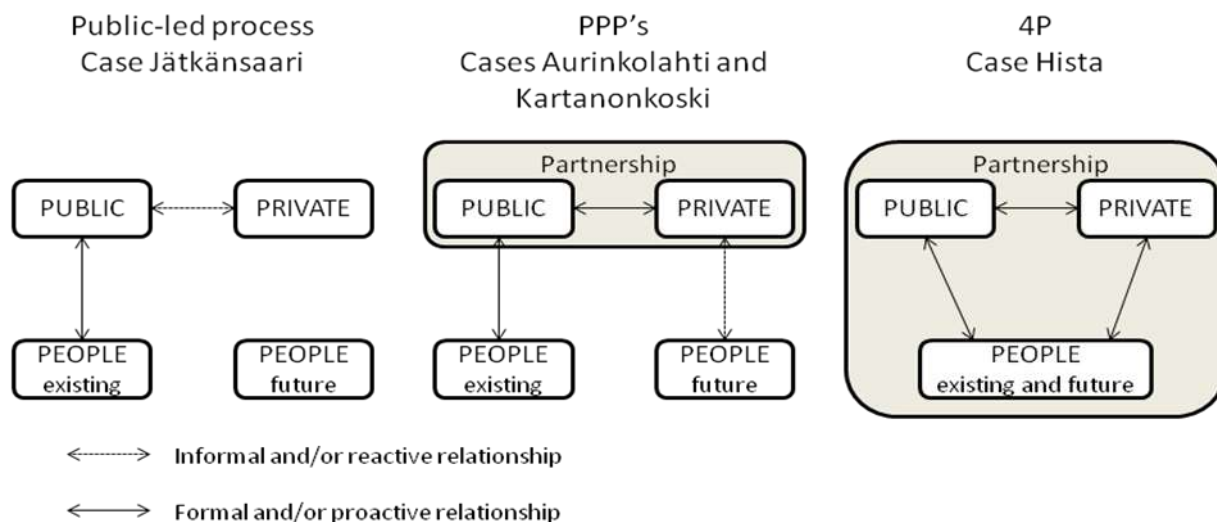 Public-led process
Case Jätkänsaari
PUBLIC
PRIVATE
PEOPLE
existing
PEOPLE
future
PPP's
Cases Aurinkolahti and
Kartanonkoski
Partnership
PUBLIC
PRIVATE
PEOPLE
existing
PEOPLE
future
4P
Case Hista
Partnership
PUBLIC
PRIVATE
PEOPLE
existing and future
Informal and/or reactive relationship
Formal and/or proactive relationship